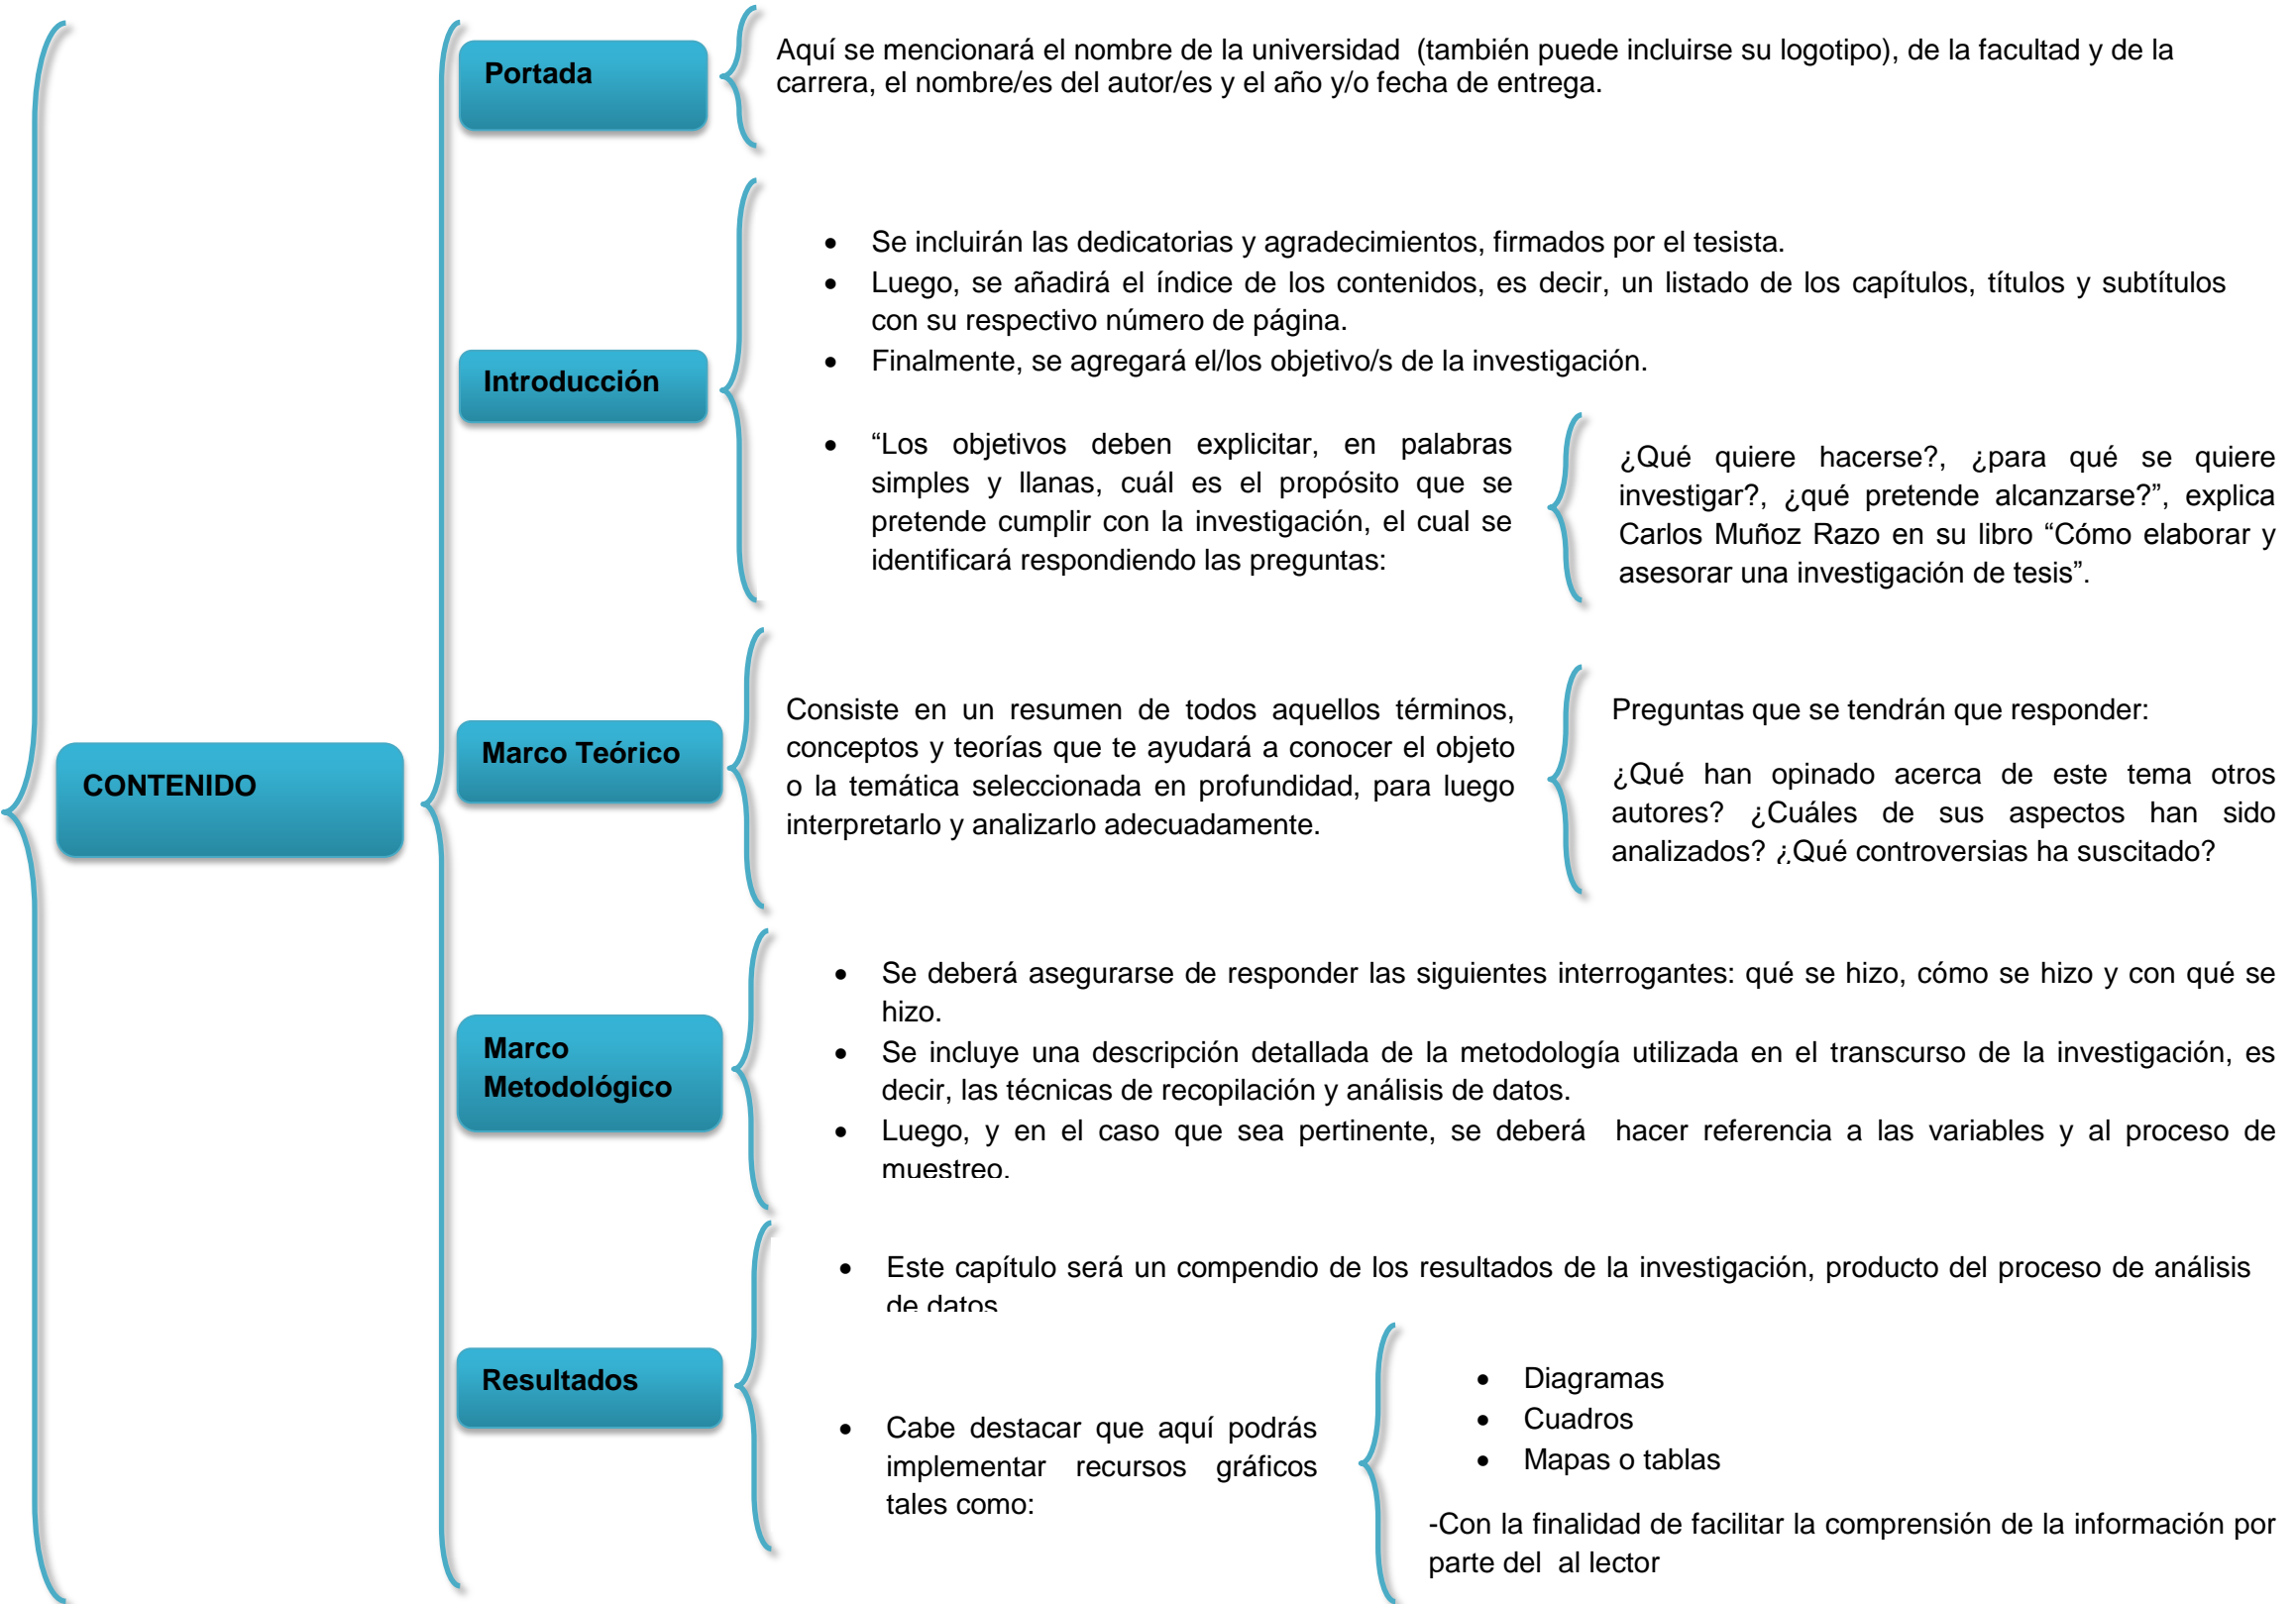 CONTENIDO
Portada
Aquí se mencionará el nombre de la universidad  (también puede incluirse su logotipo), de la facultad y de la
carrera, el nombre/es del autor/es y el año y/o fecha de entrega.
Introducción
• Se incluirán las dedicatorias y agradecimientos, firmados por el tesista.
• Luego, se añadirá el índice de los contenidos, es decir, un listado de los capítulos, títulos y subtítulos
con su respectivo número de página.
• Finalmente, se agregará el/los objetivo/s de la investigación.
• “Los objetivos deben explicitar, en palabras
simples y llanas, cuál es el propósito que se
pretende cumplir con la investigación, el cual se
identificará respondiendo las preguntas:
¿Qué quiere hacerse?, ¿para qué se quiere
investigar?, ¿qué pretende alcanzarse?”, explica
Carlos Muñoz Razo en su libro “Cómo elaborar y
asesorar una investigación de tesis”.
Marco Teórico
Consiste en un resumen de todos aquellos términos,
conceptos y teorías que te ayudará a conocer el objeto
o la temática seleccionada en profundidad, para luego
interpretarlo y analizarlo adecuadamente.
Preguntas que se tendrán que responder:
¿Qué han opinado acerca de este tema otros
autores? ¿Cuáles de sus aspectos han sido
analizados? ¿Qué controversias ha suscitado?
Marco
Metodológico
• Se deberá asegurarse de responder las siguientes interrogantes: qué se hizo, cómo se hizo y con qué se
hizo.
• Se incluye una descripción detallada de la metodología utilizada en el transcurso de la investigación, es
decir, las técnicas de recopilación y análisis de datos.
• Luego, y en el caso que sea pertinente, se deberá  hacer referencia a las variables y al proceso de
muestreo.
Resultados
• Este capítulo será un compendio de los resultados de la investigación, producto del proceso de análisis
de datos
• Cabe destacar que aquí podrás
implementar recursos gráficos
tales como:
• Diagramas
• Cuadros
• Mapas o tablas
-Con la finalidad de facilitar la comprensión de la información por
parte del  al lector